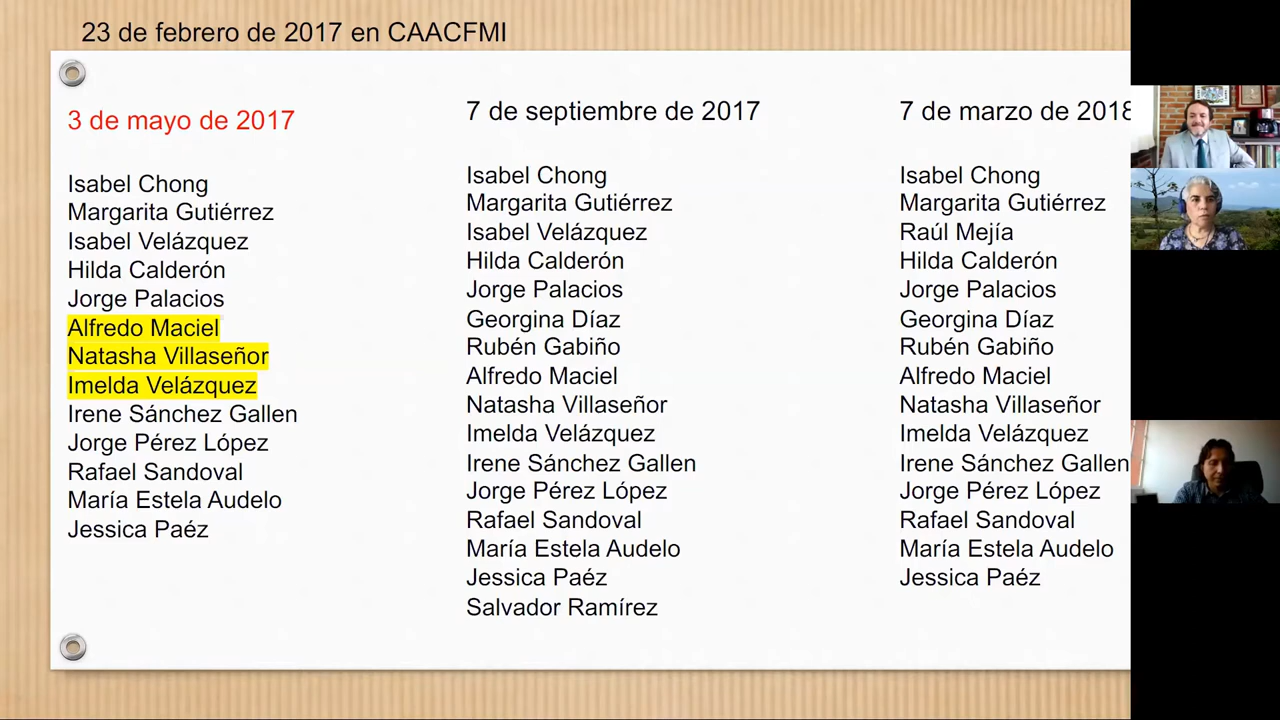 23 de febrero de 2017 en CAACFMI
3 de mayo de 2017
Isabel Chong
Margarita Gutiérrez
Isabel Velázquez
Hilda Calderón
Jorge Palacios
Alfredo Maciel
Natasha Villaseñor
Imelda Velázquez
Irene Sánchez Gallen
Jorge Pérez López
Rafael Sandoval
María Estela Audelo
Jessica Paéz
7 de septiembre de 2017
Isabel Chong
Margarita Gutiérrez
Isabel Velázquez
Hilda Calderón
Jorge Palacios
Georgina Díaz
Rubén Gabiño
Alfredo Maciel
Natasha Villaseñor
Imelda Velázquez
Irene Sánchez Gallen
Jorge Pérez López
Rafael Sandoval
María Estela Audelo
Jessica Paéz
Salvador Ramírez
7 de marzo de 2018
Isabel Chong
Margarita Gutiérrez
Raúl Mejía
Hilda Calderón
Jorge Palacios
Georgina Díaz
Rubén Gabiño
Alfredo Maciel
Natasha Villaseñor
Imelda Velázquez
Irene Sánchez Gallen
Jorge Pérez López
Rafael Sandoval
María Estela Audelo
Jessica Paéz